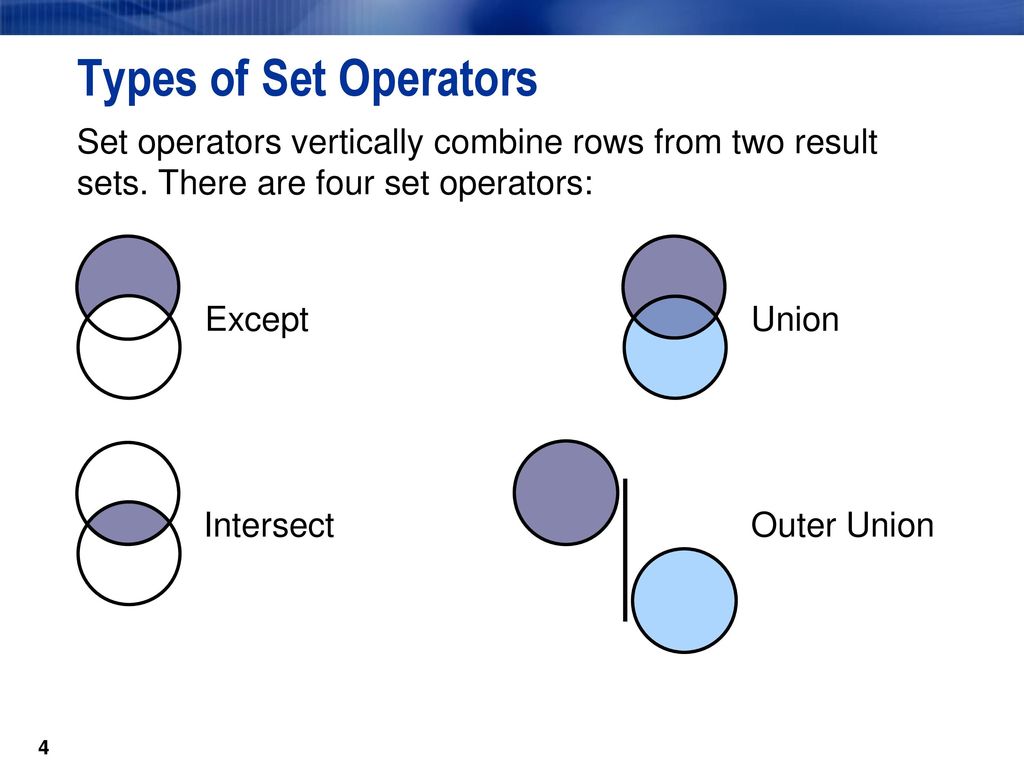 Types of Set Operators
Set operators vertically combine rows from two result
sets. There are four set operators:
Except
Union
Intersect
Outer Union
4